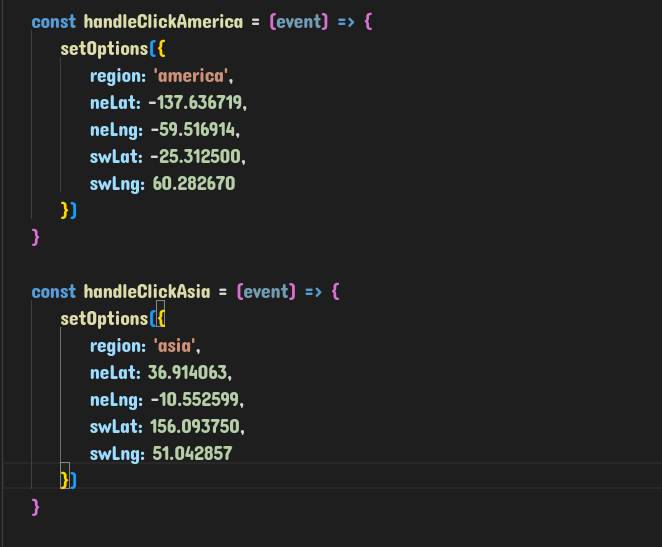 const handleClickAmerica = (event) => {
setOptions({
region: 'america',
neLat: -137.636719,
neLng: -59.516914,
swLat: -25.312500,
swLng: 60.282670
})
}
const handleClickAsia = (event) => {
setOptions({
region: 'asia',
neLat: 36.914063,
neLng: -10.552599,
swLat: 156.093750,
swLng: 51.042857
})
}